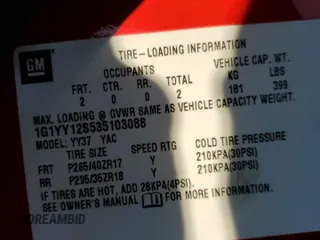 GM
TIRE-LOADING INFORMATION
OCCUPANTS VEHICLE CAP. WT.
FRT. CTR. RR. TOTAL KG LBS
2 0 0 2 181 399
MAX. LOADING @ GVWR SAME AS VEHICLE CAPACITY WEIGHT.
1G1YY12S535103088
MODEL: YY37 YAC
TIRE SIZE SPEED RTG COLD TIRE PRESSURE
FRT P265/40ZR17 Y 210KPA(30PSI)
RR P295/35ZR18 Y 210KPA(30PSI)
IF TIRES ARE HOT, ADD 28KPA(4PSI).
SEE OWNER'S MANUAL FOR MORE INFORMATION
DREAMBID